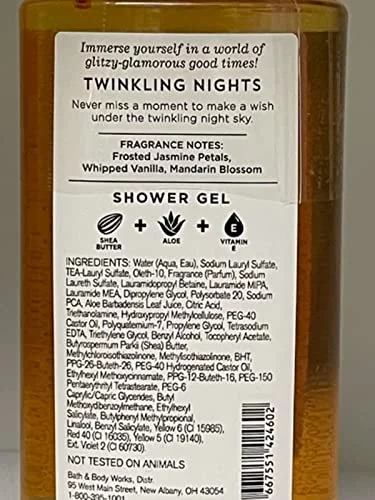 Immerse yourself in a world of
glitzy-glamorous good times!
TWINKLING NIGHTS
Never miss a moment to make a wish
under the twinkling night sky.
FRAGRANCE NOTES:
Frosted Jasmine Petals,
Whipped Vanilla, Mandarin Blossom
SHOWER GEL
SHEA BUTTER + ALOE + E VITAMIN E
INGREDIENTS: Water (Aqua, Eau), Sodium Lauryl Sulfate,
TEA-Lauryl Sulfate, Oleth-10, Fragrance (Parfum), Sodium
Laureth Sulfate, Lauramidopropyl Betaine, Lauramide MIPA,
Lauramide MEA, Dipropylene Glycol, Polysorbate 20, Sodium
PCA, Aloe Barbadensis Leaf Juice, Citric Acid,
Triethanolamine, Hydroxypropyl Methylcellulose, PEG-40
Castor Oil, Polyquaternium-7, Propylene Glycol, Tetrasodium
EDTA, Triethylene Glycol, Benzyl Alcohol, Tocopheryl Acetate,
Butyrospermum Parkii (Shea) Butter,
Methylchloroisothiazolinone, Methylisothiazolinone, BHT,
PPG-26-Buteth-26, PEG-40 Hydrogenated Castor Oil,
Ethylhexyl Methoxycinnamate, PPG-12-Buteth-16, PEG-150
Pentaerythrityl Tetrastearate, PEG-6
Caprylic/Capric Glycerides, Butyl
Methoxydibenzoylmethane, Ethylhexyl
Salicylate, Butylphenyl Methylpropional,
Linalool, Benzyl Salicylate, Yellow 6 (CI 15985),
Red 40 (CI 16035), Yellow 5 (CI 19140),
Ext. Violet 2 (CI 60730)
NOT TESTED ON ANIMALS
Bath & Body Works, Distr.
95 West Main Street, New Albany, OH 43054
1-800-395-1001
667551424602